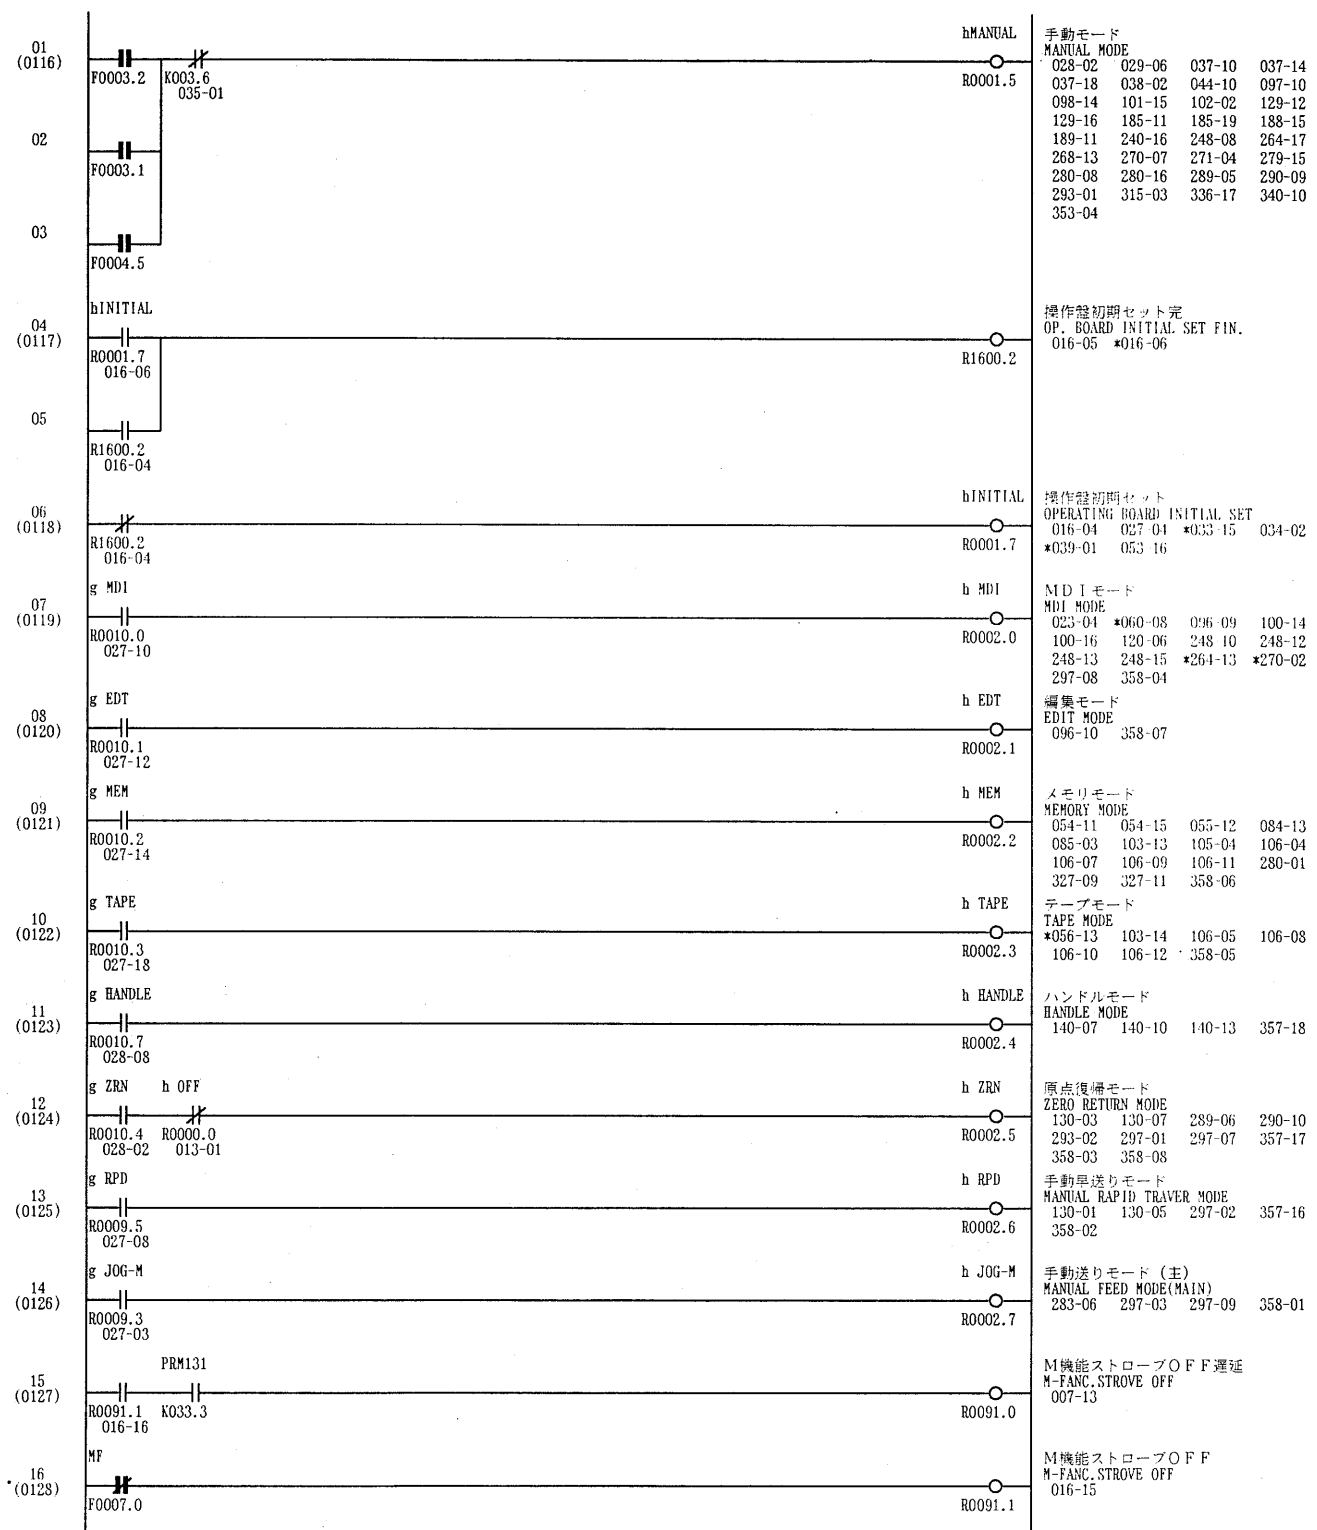 hMANUAL 手動モード
01 MANUAL MODE
(0116) 028-02 029-06 037-10 037-14
F0003.2 K003.6 R0001.5 037-18 038-02 044-10 097-10
035-01 098-14 101-15 102-02 129-12
129-16 185-11 185-19 188-15
02 189-11 240-16 248-08 264-17
F0003.1 268-13 270-07 271-04 279-15
280-08 280-16 289-05 290-09
293-01 315-03 336-17 340-10
353-04
03
F0004.5
hINITIAL 操作盤初期セット完
04 OP. BOARD INITIAL SET FIN.
(0117) 016-05 *016-06
R0001.7 R1600.2
016-06
05
R1600.2
016-04
hINITIAL 操作盤初期セット
06 OPERATING BOARD INITIAL SET
(0118) 016-04 027-04 *033-15 034-02
R1600.2 R0001.7 *039-01 053-16
016-04
g MDI h MDI MDIモード
07 MDI MODE
(0119) 023-04 *060-08 096-09 100-14
R0010.0 R0002.0 100-16 120-06 248-10 248-12
027-10 248-13 248-15 *264-13 *270-02
297-08 358-04
g EDT h EDT 編集モード
08 EDIT MODE
(0120) 096-10 358-07
R0010.1 R0002.1
027-12
g MEM h MEM メモリモード
09 MEMORY MODE
(0121) 054-11 054-15 055-12 084-13
R0010.2 R0002.2 085-03 103-13 105-04 106-04
027-14 106-07 106-09 106-11 280-01
327-09 327-11 358-06
g TAPE h TAPE テープモード
10 TAPE MODE
(0122) *056-13 103-14 106-05 106-08
R0010.3 R0002.3 106-10 106-12 358-05
027-18
g HANDLE h HANDLE ハンドルモード
11 HANDLE MODE
(0123) 140-07 140-10 140-13 357-18
R0010.7 R0002.4
028-08
g ZRN h OFF h ZRN 原点復帰モード
12 ZERO RETURN MODE
(0124) 130-03 130-07 289-06 290-10
R0010.4 R0000.0 R0002.5 293-02 297-01 297-07 357-17
028-02 013-01 358-03 358-08
g RPD h RPD 手動早送りモード
13 MANUAL RAPID TRAVER MODE
(0125) 130-01 130-05 297-02 357-16
R0009.5 R0002.6 358-02
027-08
g JOG-M h JOG-M 手動送りモード(主)
14 MANUAL FEED MODE(MAIN)
(0126) 283-06 297-03 297-09 358-01
R0009.3 R0002.7
027-03
PRM131 M機能ストローブOFF遅延
15 M-FANC.STROVE OFF
(0127) 007-13
R0091.1 K033.3 R0091.0
016-16
MF M機能ストローブOFF
16 M-FANC.STROVE OFF
(0128) 016-15
F0007.0 R0091.1